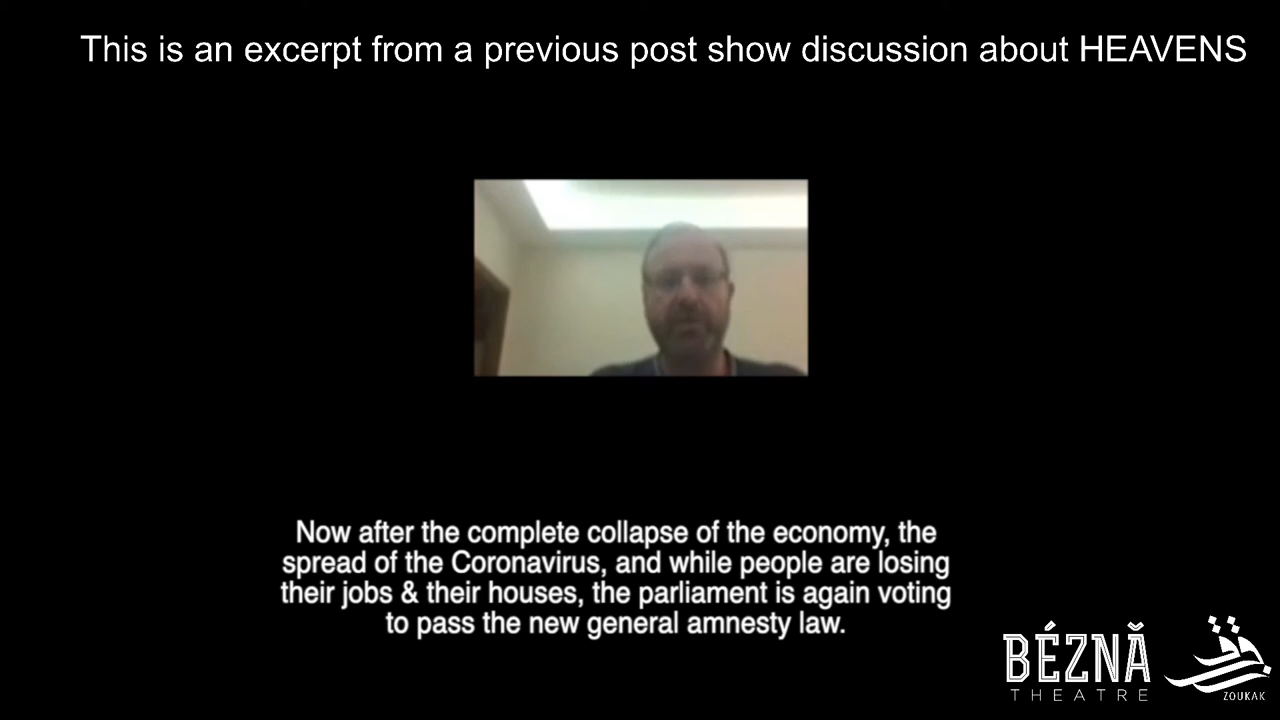 This is an excerpt from a previous post show discussion about HEAVENS
Now after the complete collapse of the economy, the
spread of the Coronavirus, and while people are losing
their jobs & their houses, the parliament is again voting
to pass the new general amnesty law.
BÉZNĂ
THEATRE
ZOUKAK